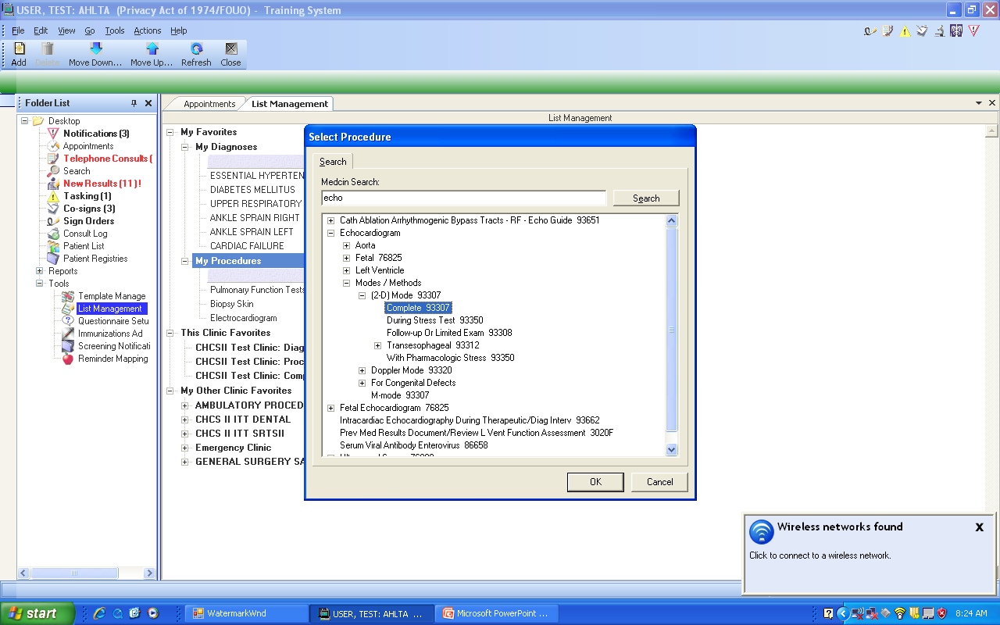 USER, TEST: AHLTA (Privacy Act of 1974/FOUO) - Training System
File Edit View Go Tools Actions Help
Add Delete Move Down... Move Up... Refresh Close
Folder List
Appointments List Management
List Management
Desktop
Notifications (3)
Appointments
Telephone Consults (
Search
New Results (11) !
Tasking (1)
Co-signs (3)
Sign Orders
Consult Log
Patient List
Patient Registries
Reports
Tools
Template Manage
List Management
Questionnaire Setu
Immunizations Ad
Screening Notificati
Reminder Mapping
My Favorites
My Diagnoses
ESSENTIAL HYPERTEN
DIABETES MELLITUS
UPPER RESPIRATORY
ANKLE SPRAIN RIGHT
ANKLE SPRAIN LEFT
CARDIAC FAILURE
My Procedures
Pulmonary Function Tests
Biopsy Skin
Electrocardiogram
This Clinic Favorites
CHCSII Test Clinic: Diag
CHCSII Test Clinic: Proc
CHCSII Test Clinic: Comp
My Other Clinic Favorites
AMBULATORY PROCED
CHCS II ITT DENTAL
CHCS II ITT SRTSII
Emergency Clinic
GENERAL SURGERY SA
Select Procedure
Search
Medcin Search:
echo
Search
Cath Ablation Arrhythmogenic Bypass Tracts - RF - Echo Guide 93651
Echocardiogram
Aorta
Fetal 76825
Left Ventricle
Modes / Methods
(2-D) Mode 93307
Complete 93307
During Stress Test 93350
Follow-up Or Limited Exam 93308
Transesophageal 93312
With Pharmacologic Stress 93350
Doppler Mode 93320
For Congenital Defects
M-mode 93307
Fetal Echocardiogram 76825
Intracardiac Echocardiography During Therapeutic/Diag Interv 93662
Prev Med Results Document/Review L Vent Function Assessment 3020F
Serum Viral Antibody Enterovirus 86658
OK Cancel
Wireless networks found X
Click to connect to a wireless network.
start WatermarkWnd USER, TEST: AHLTA ... Microsoft PowerPoint ... 8:24 AM